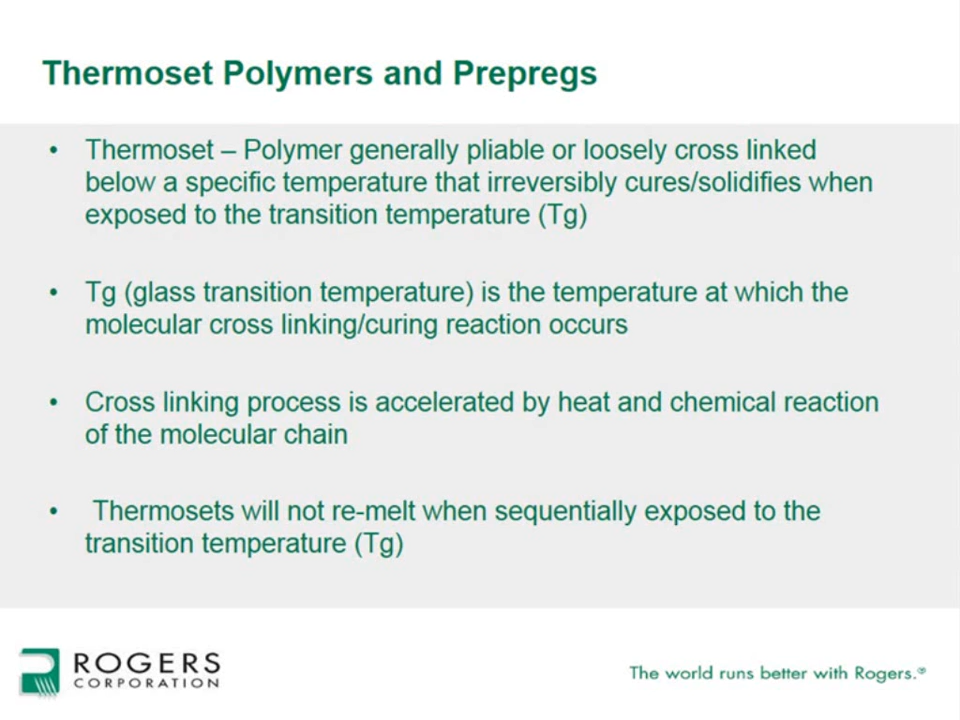 Thermoset Polymers and Prepregs
• Thermoset – Polymer generally pliable or loosely cross linked
below a specific temperature that irreversibly cures/solidifies when
exposed to the transition temperature (Tg)
• Tg (glass transition temperature) is the temperature at which the
molecular cross linking/curing reaction occurs
• Cross linking process is accelerated by heat and chemical reaction
of the molecular chain
• Thermosets will not re-melt when sequentially exposed to the
transition temperature (Tg)
ROGERS
CORPORATION
The world runs better with Rogers.®